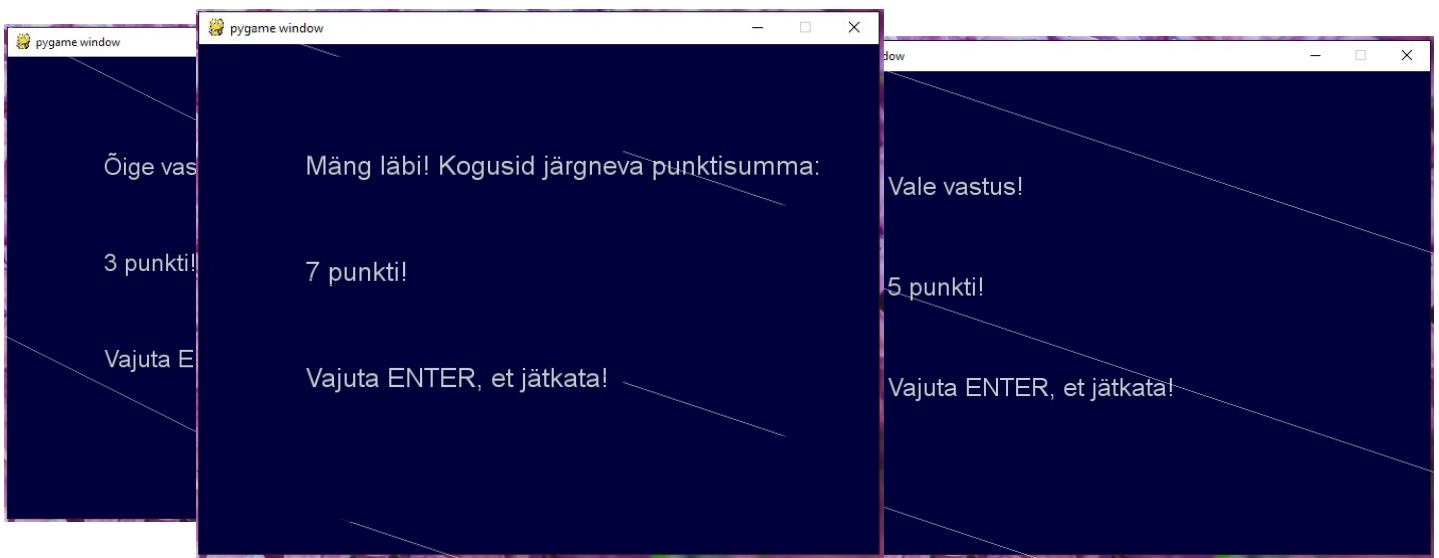 pygame window
Õige vas
3 punkti!
Vajuta E
pygame window
Mäng läbi! Kogusid järgneva punktisumma:
7 punkti!
Vajuta ENTER, et jätkata!
dow
Vale vastus!
5 punkti!
Vajuta ENTER, et jätkata!